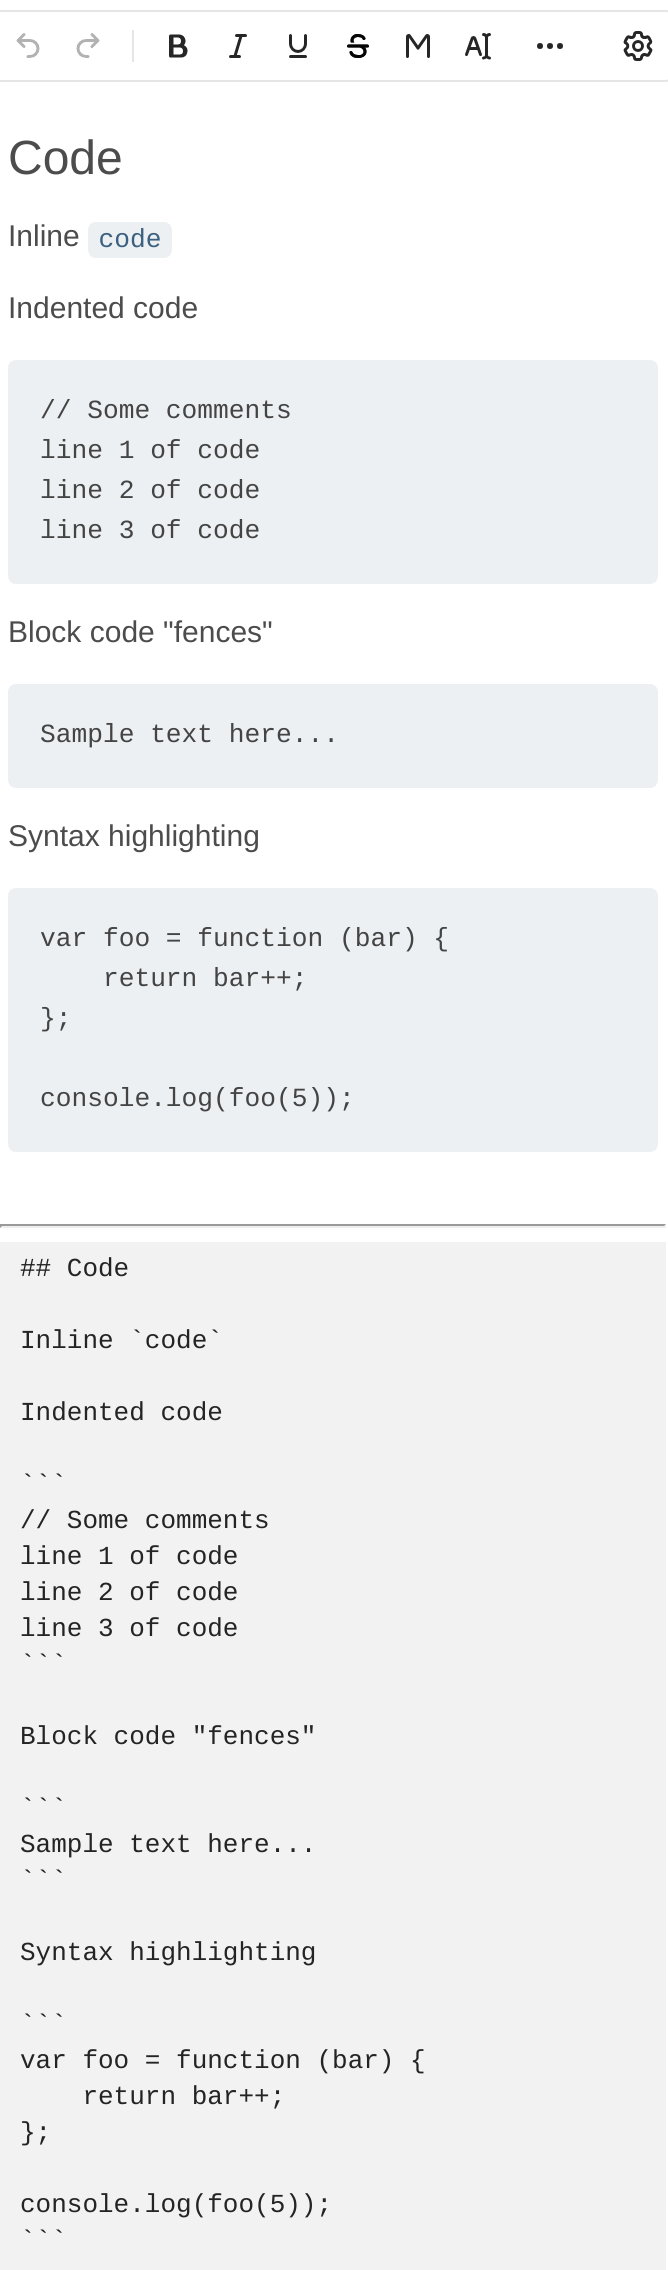 Code
Inline code
Indented code
// Some comments
line 1 of code
line 2 of code
line 3 of code
Block code "fences"
Sample text here...
Syntax highlighting
var foo = function (bar) {
    return bar++;
};
console.log(foo(5));
## Code
Inline `code`
Indented code
```
// Some comments
line 1 of code
line 2 of code
line 3 of code
```
Block code "fences"
```
Sample text here...
```
Syntax highlighting
```
var foo = function (bar) {
    return bar++;
};
console.log(foo(5));
```